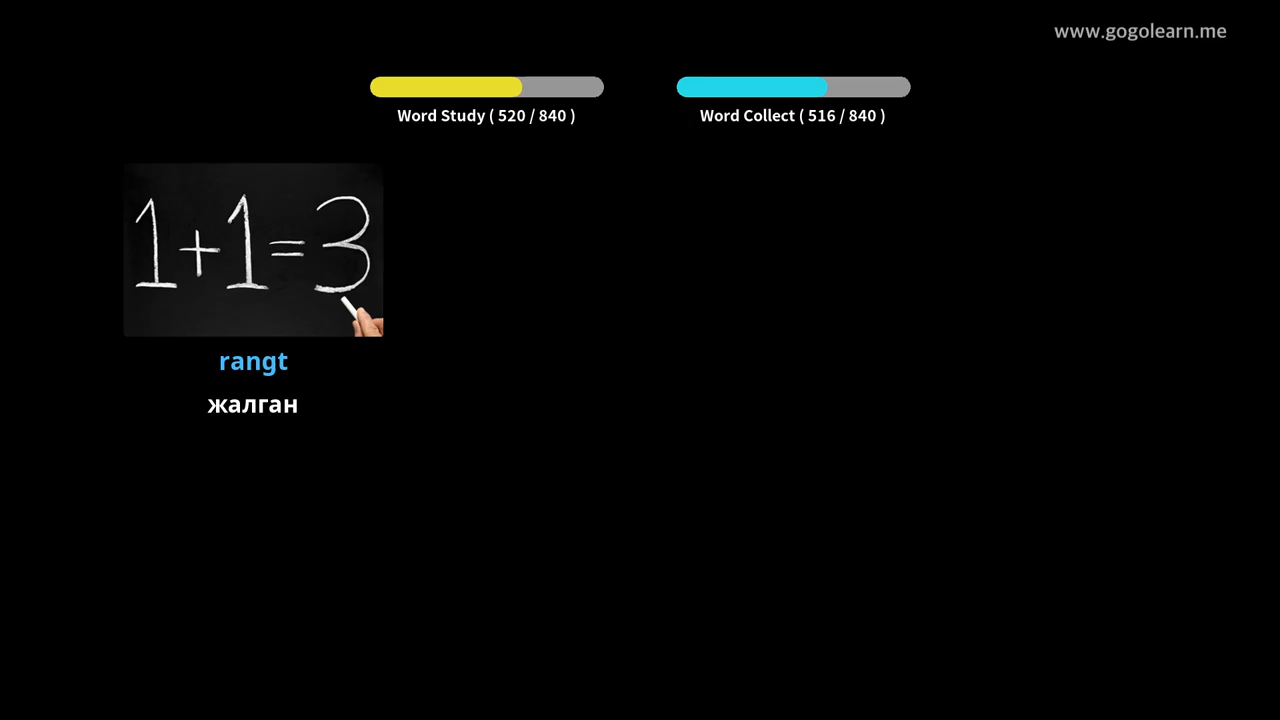 www.gogolearn.me
Word Study ( 520 / 840 )
Word Collect ( 516 / 840 )
1+1=3
rangt
жалган